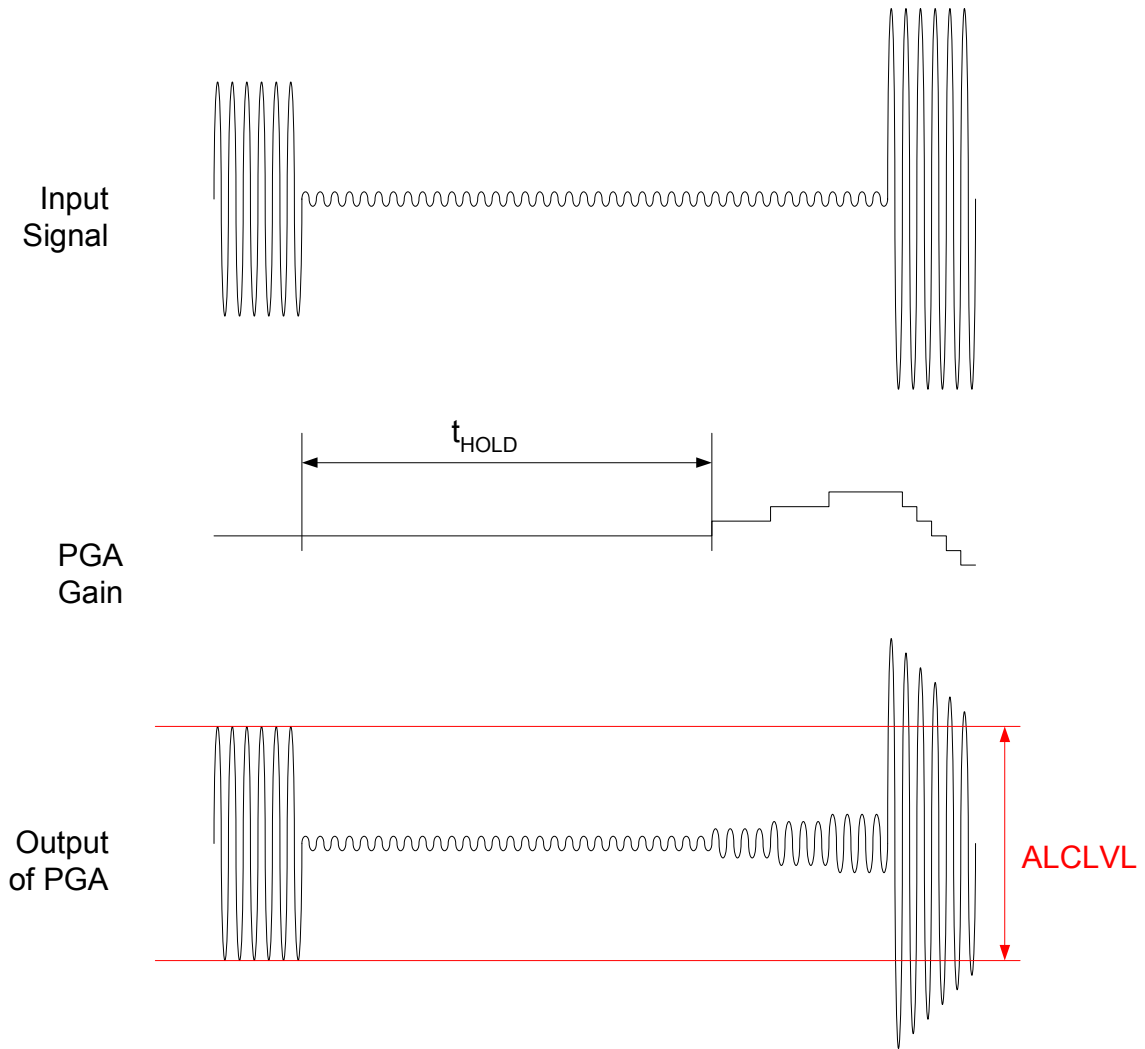 Input
Signal
tHOLD
PGA
Gain
Output
of PGA
ALCLVL